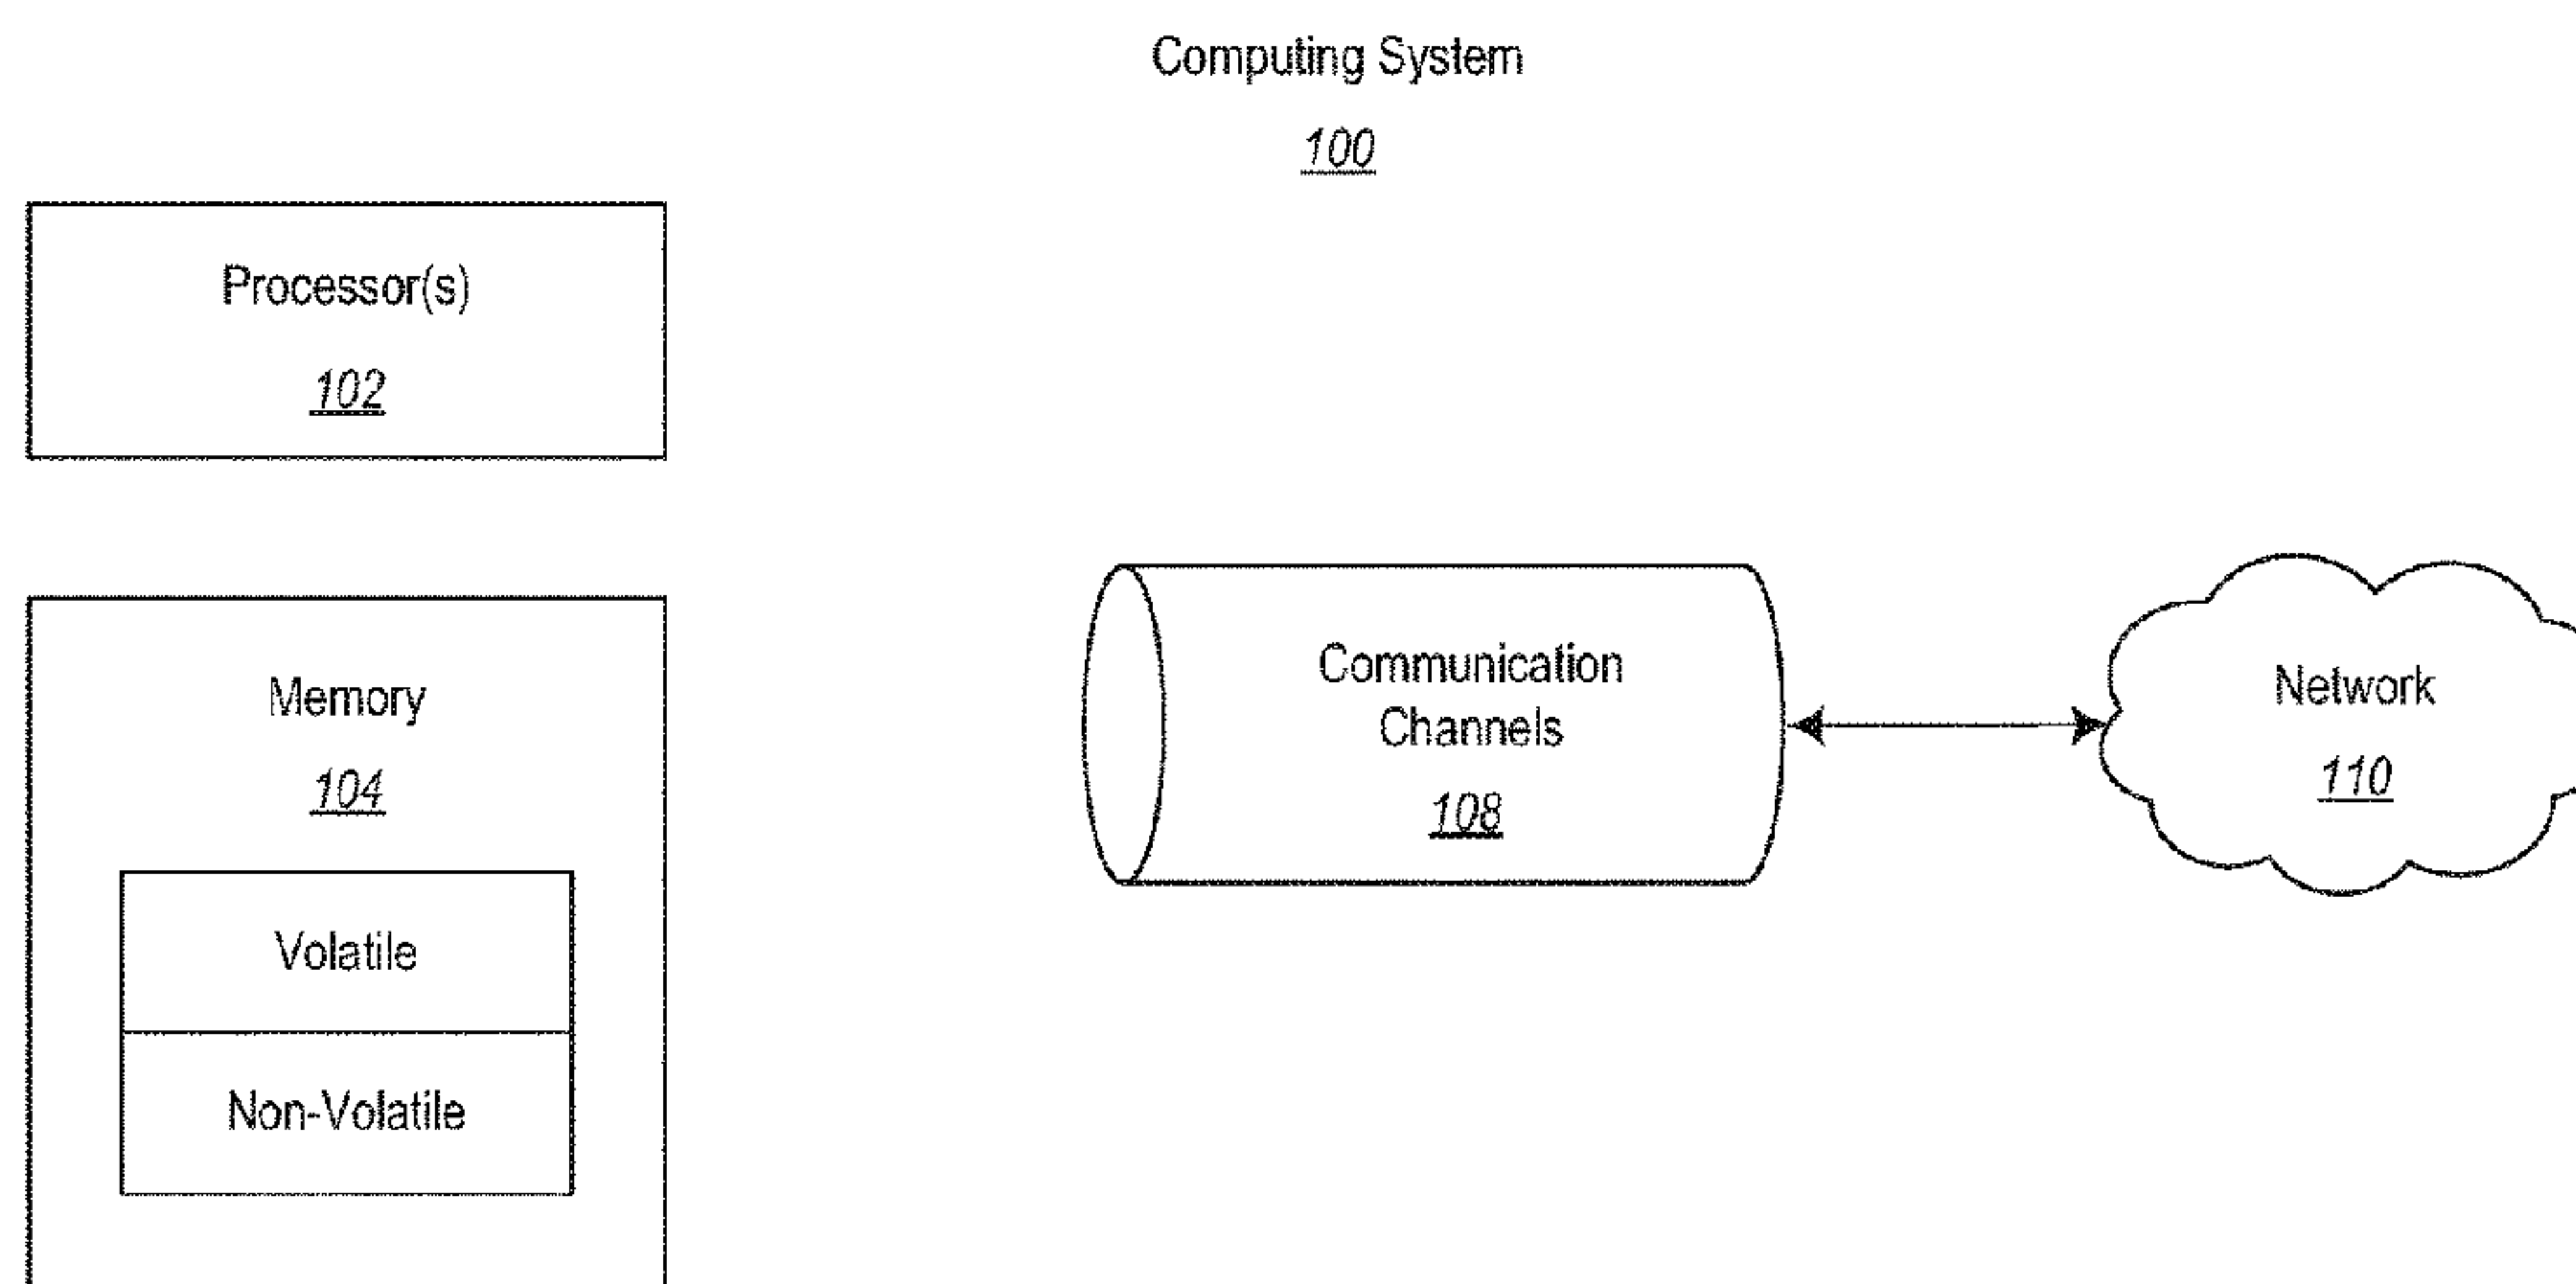 Computing System
100
Processor(s)
102
Memory
104
Volatile
Non-Volatile
Communication
Channels
108
Network
110